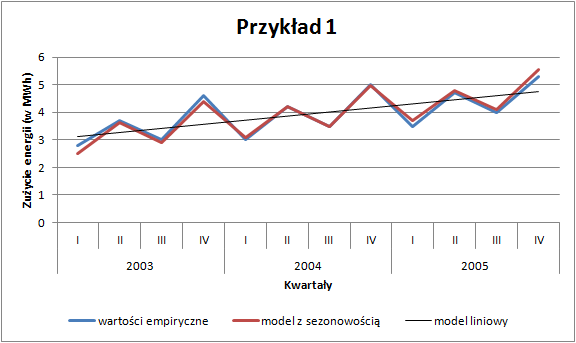 Przykład 1
Zużycie energii (w MWh)
6
5
4
3
2
1
0
I II III IV I II III IV I II III IV
2003 2004 2005
Kwartały
wartości empiryczne model z sezonowością model liniowy